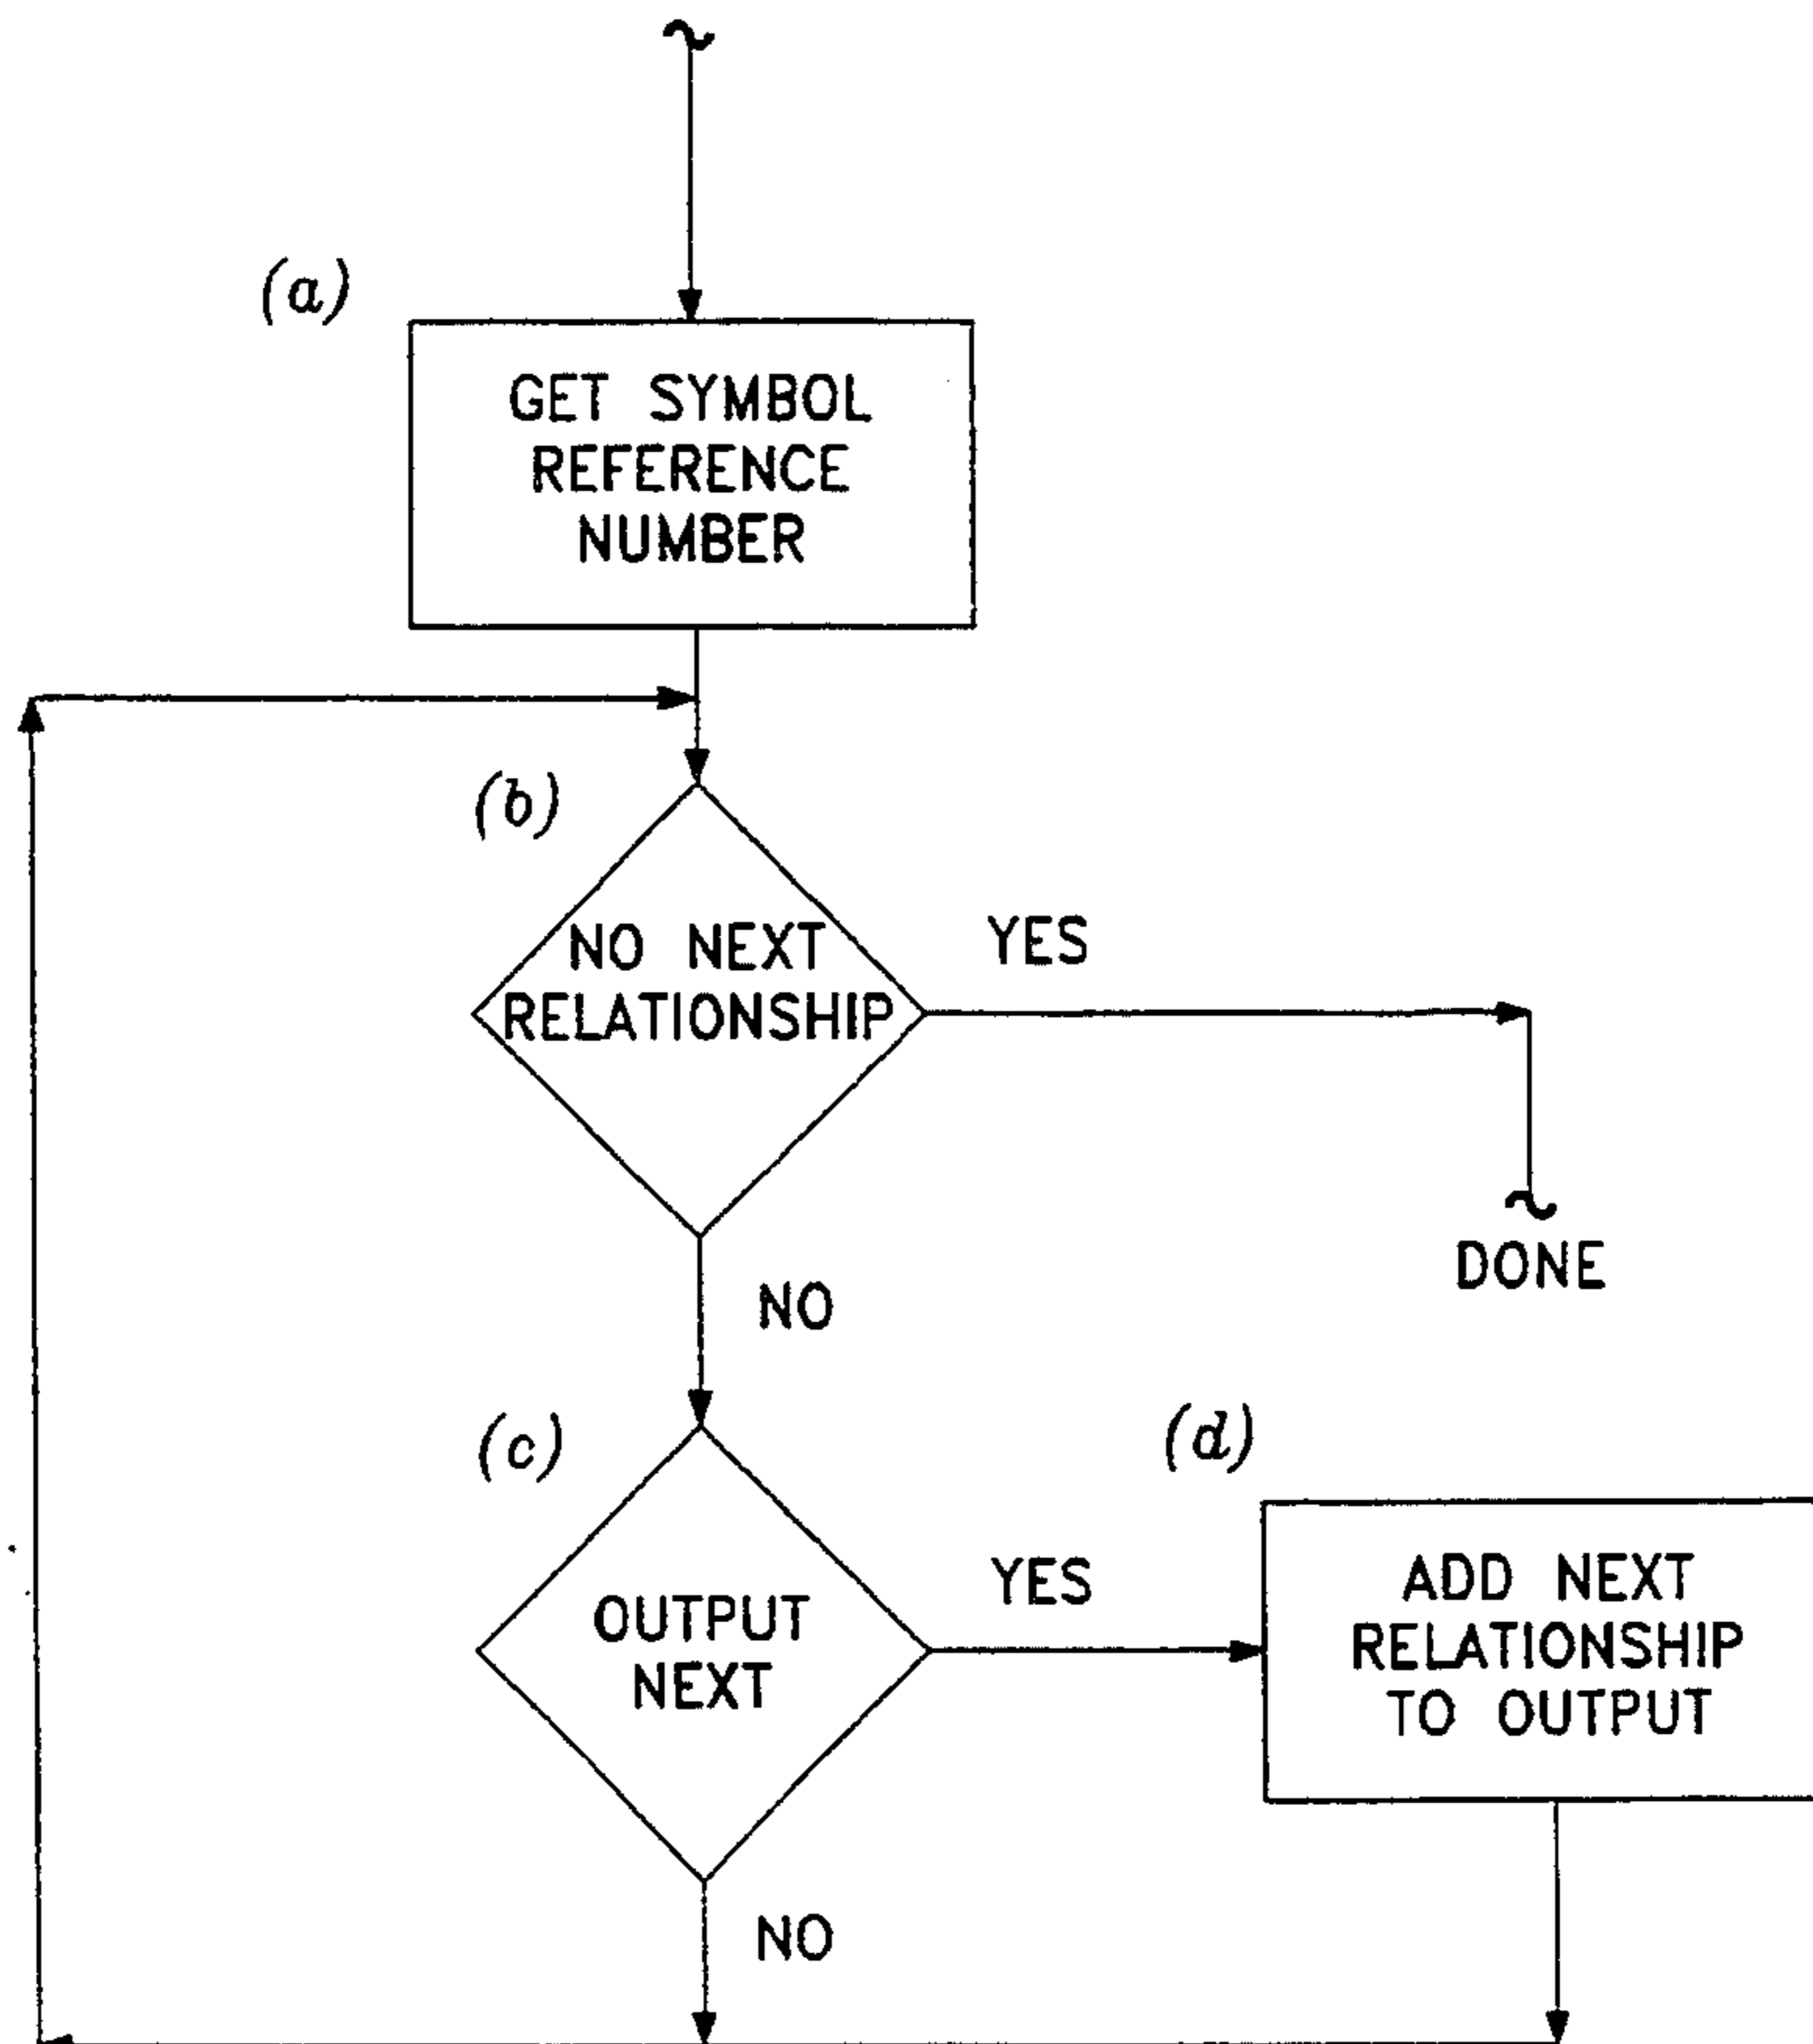 (a)
GET SYMBOL
REFERENCE
NUMBER
(b)
NO NEXT
RELATIONSHIP
YES
DONE
NO
(c)
OUTPUT
NEXT
YES
(d)
ADD NEXT
RELATIONSHIP
TO OUTPUT
NO